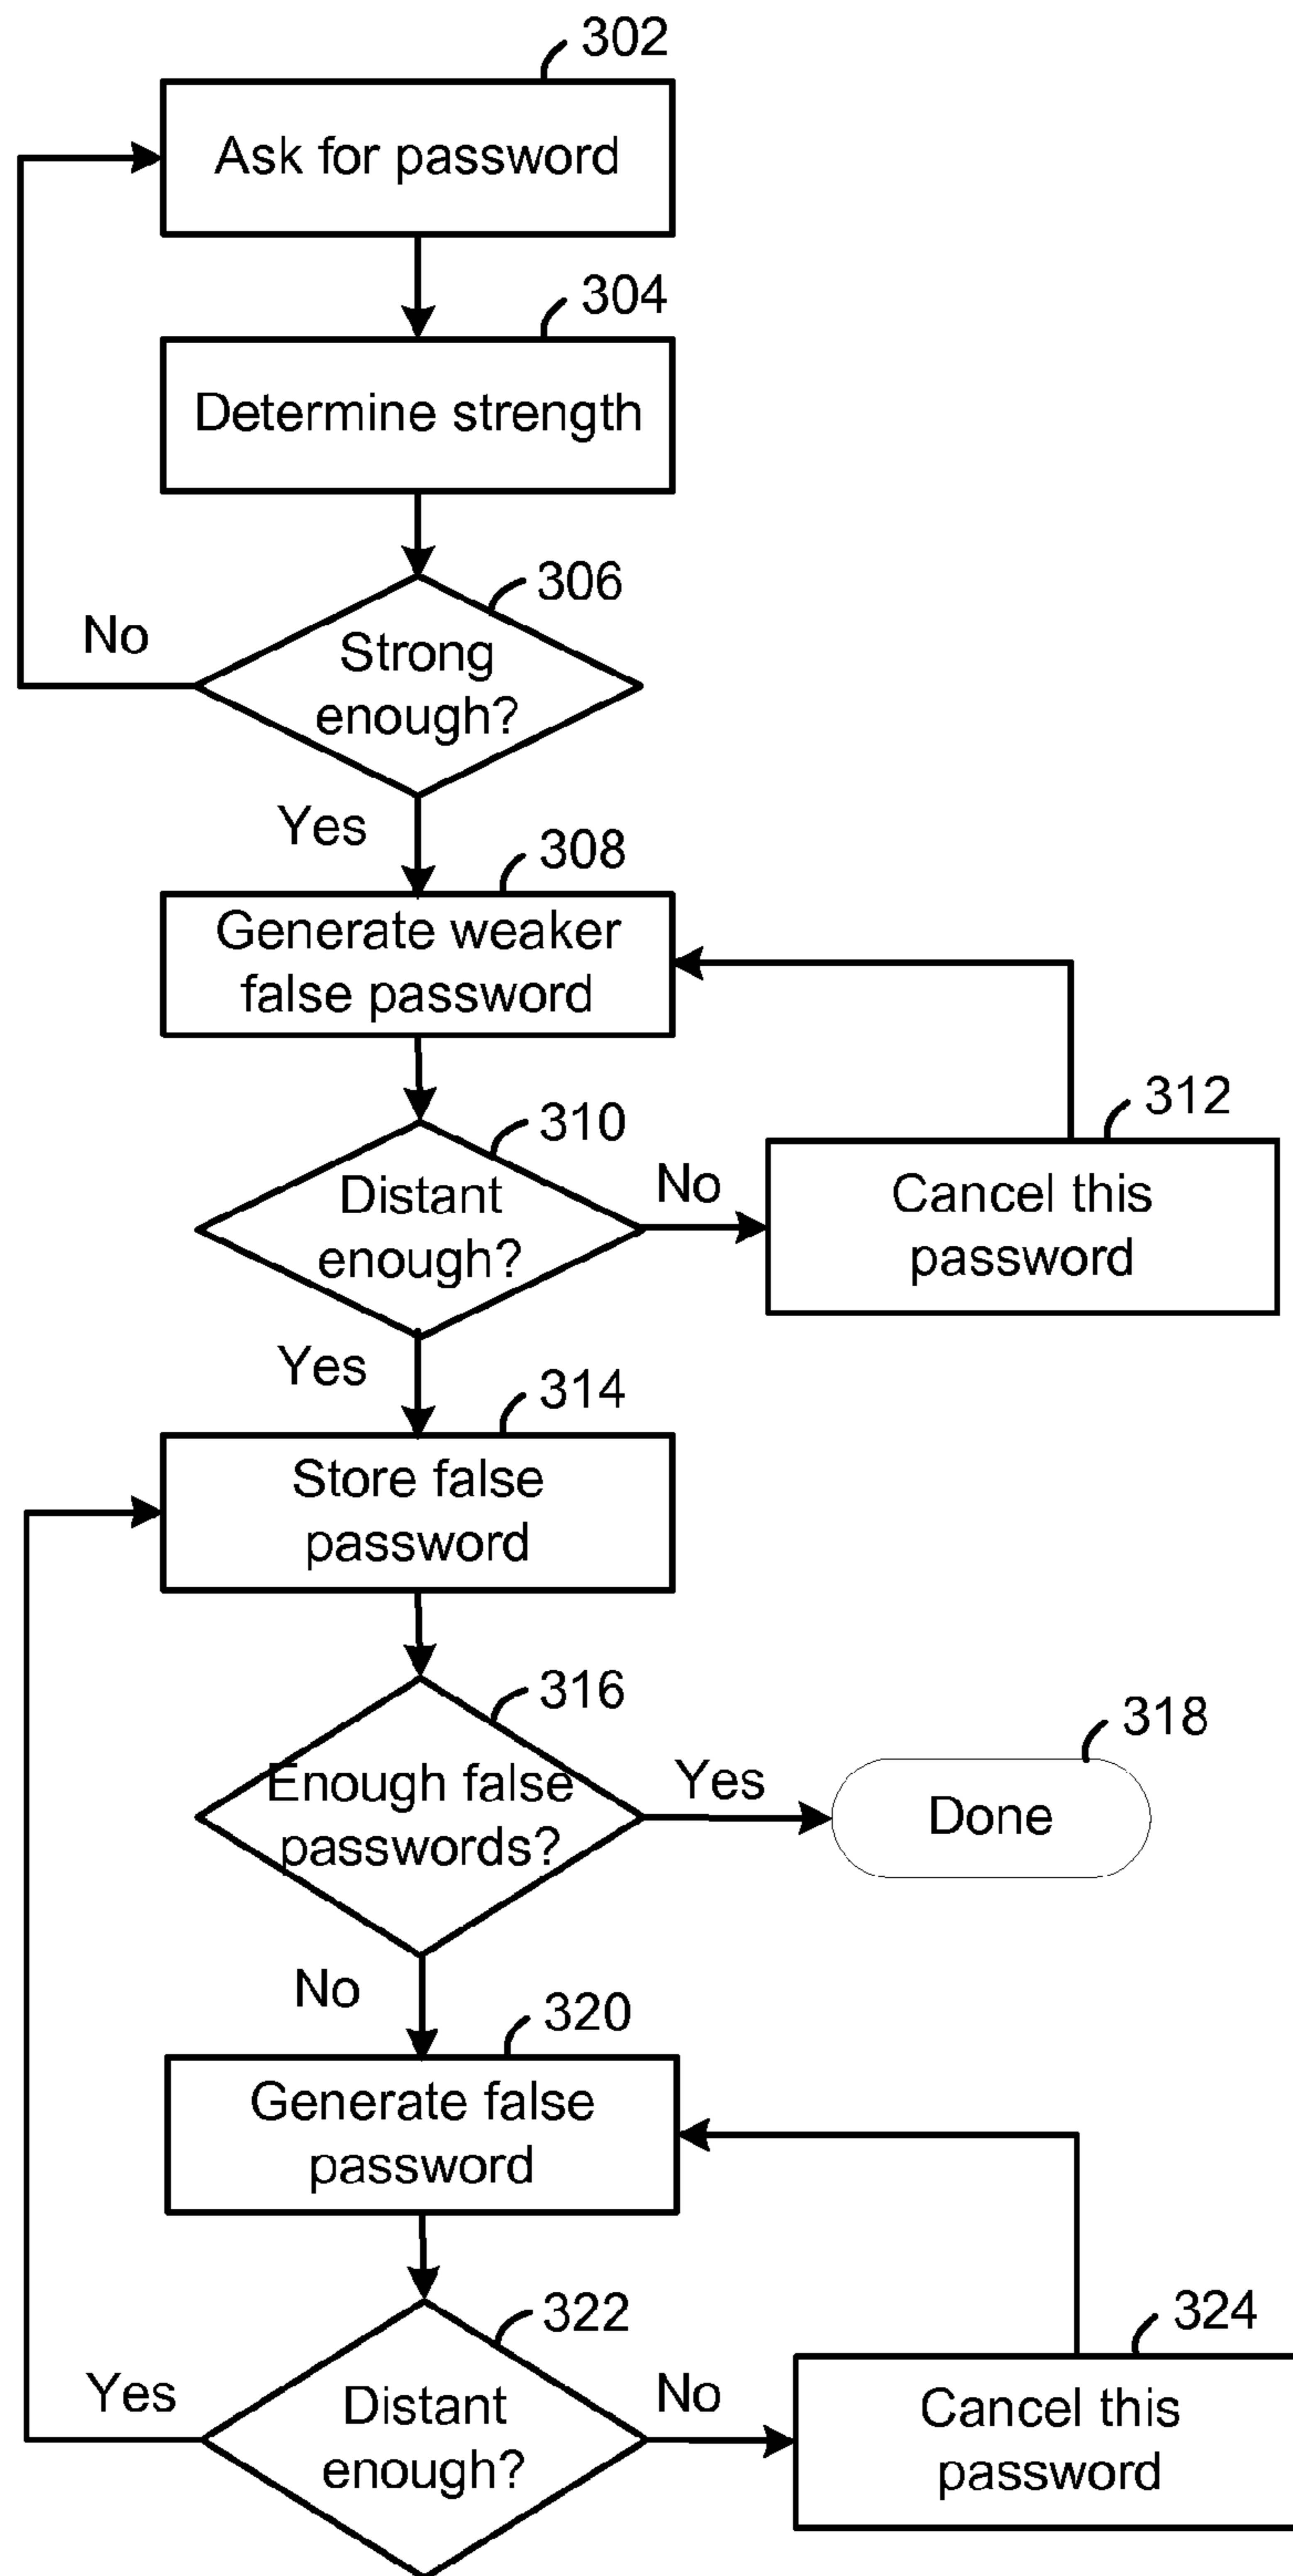 302
Ask for password
304
Determine strength
306
No
Strong
enough?
Yes
308
Generate weaker
false password
310
312
Distant
enough?
No
Cancel this
password
Yes
314
Store false
password
316
318
Enough false
passwords?
Yes
Done
No
320
Generate false
password
322
324
Yes
Distant
enough?
No
Cancel this
password